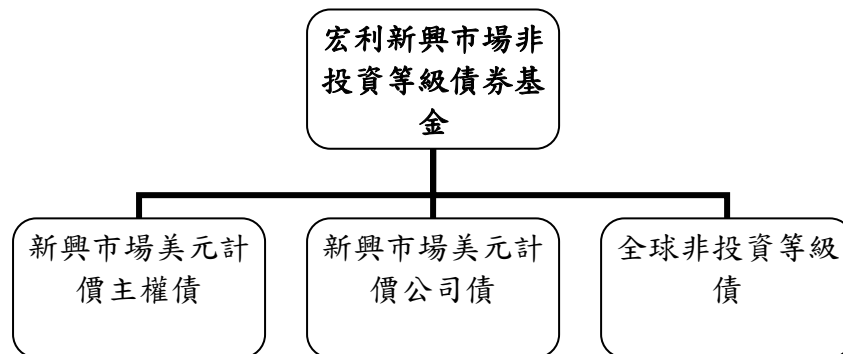 宏利新興市場非
投資等級債券基
金
新興市場美元計
價主權債
新興市場美元計
價公司債
全球非投資等級
債